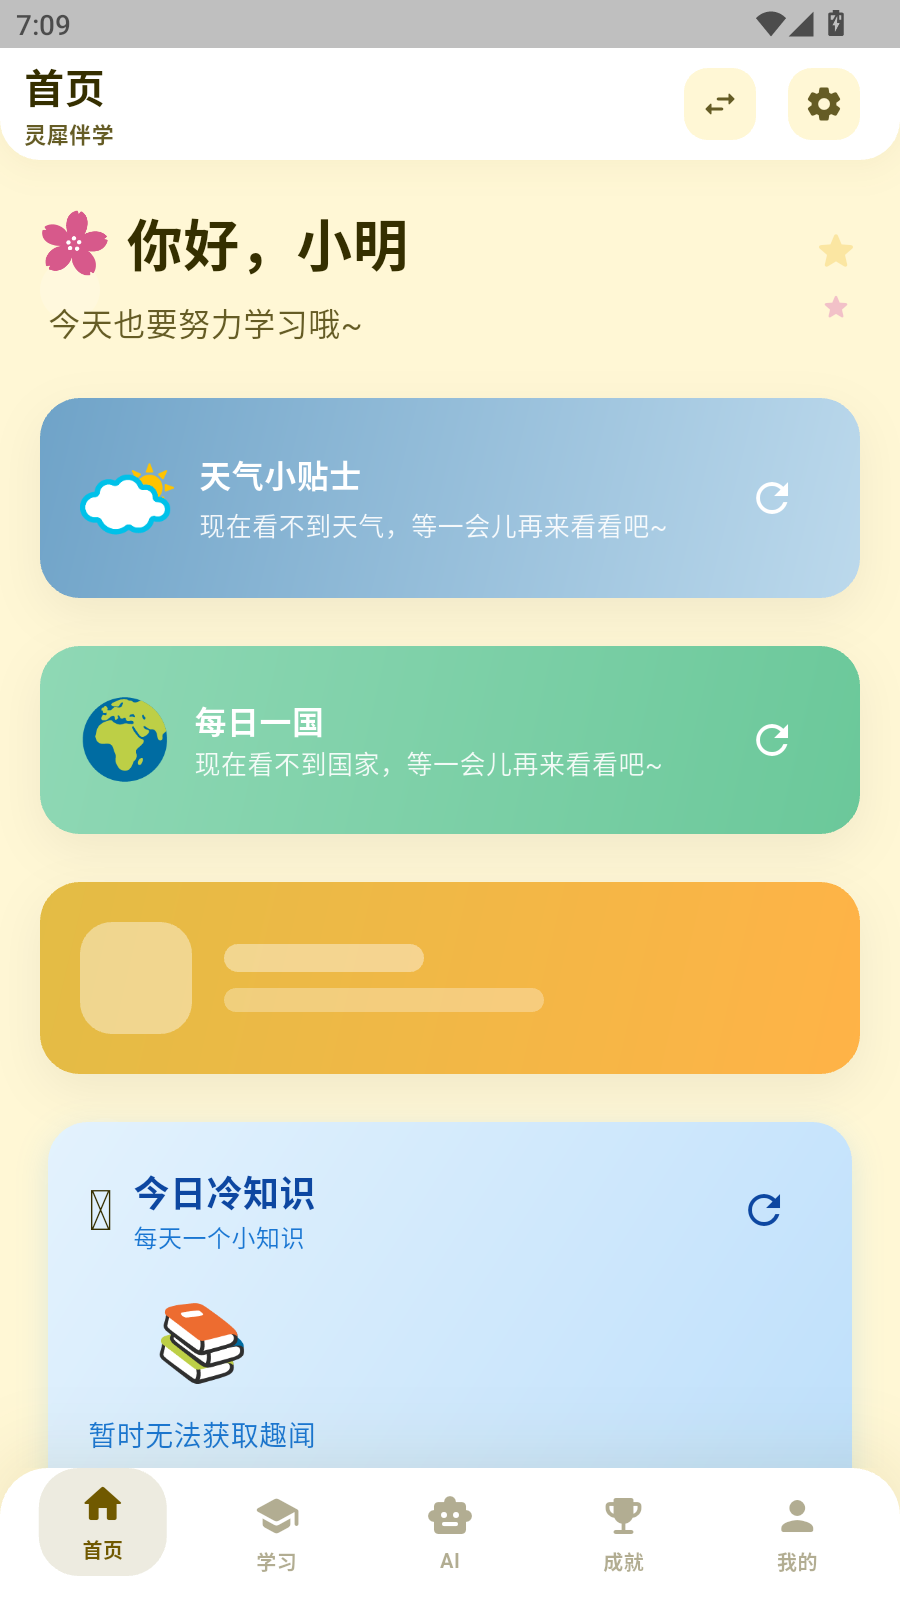 7:09
首页
灵犀伴学
你好，小明
今天也要努力学习哦~
天气小贴士
现在看不到天气，等一会儿再来看看吧~
每日一国
现在看不到国家，等一会儿再来看看吧~
今日冷知识
每天一个小知识
暂时无法获取趣闻
首页
学习
AI
成就
我的